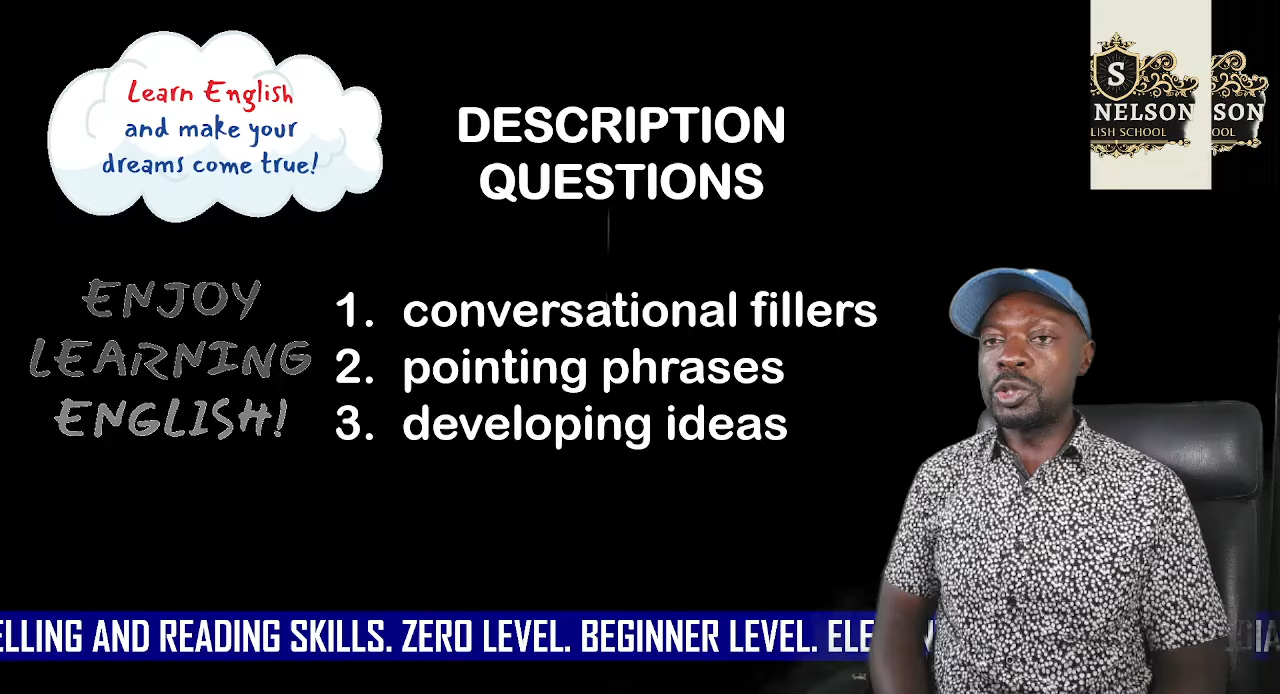 Learn English
and make your
dreams come true!
DESCRIPTION
QUESTIONS
S
NELSON
LISH SCHOOL
SON
OOL
ENJOY
LEARNING
ENGLISH!
1. conversational fillers
2. pointing phrases
3. developing ideas
ELLING AND READING SKILLS. ZERO LEVEL. BEGINNER LEVEL. ELE